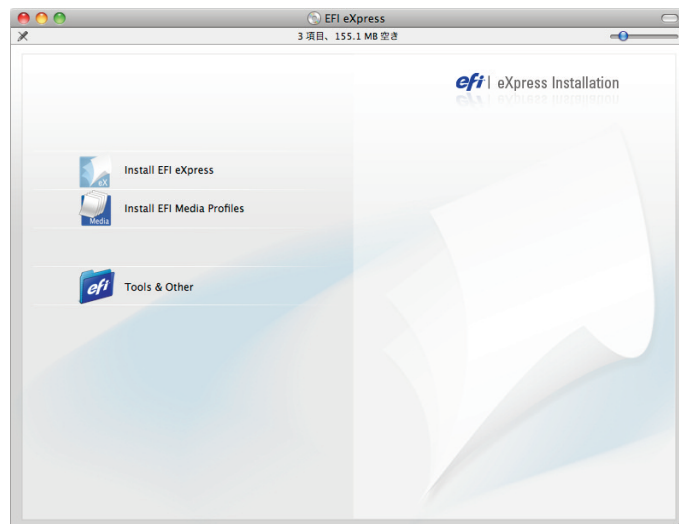 EFI eXpress
3 項目、155.1 MB 空き
efi eXpress Installation
Install EFI eXpress
eX
Install EFI Media Profiles
Media
efi
Tools & Other